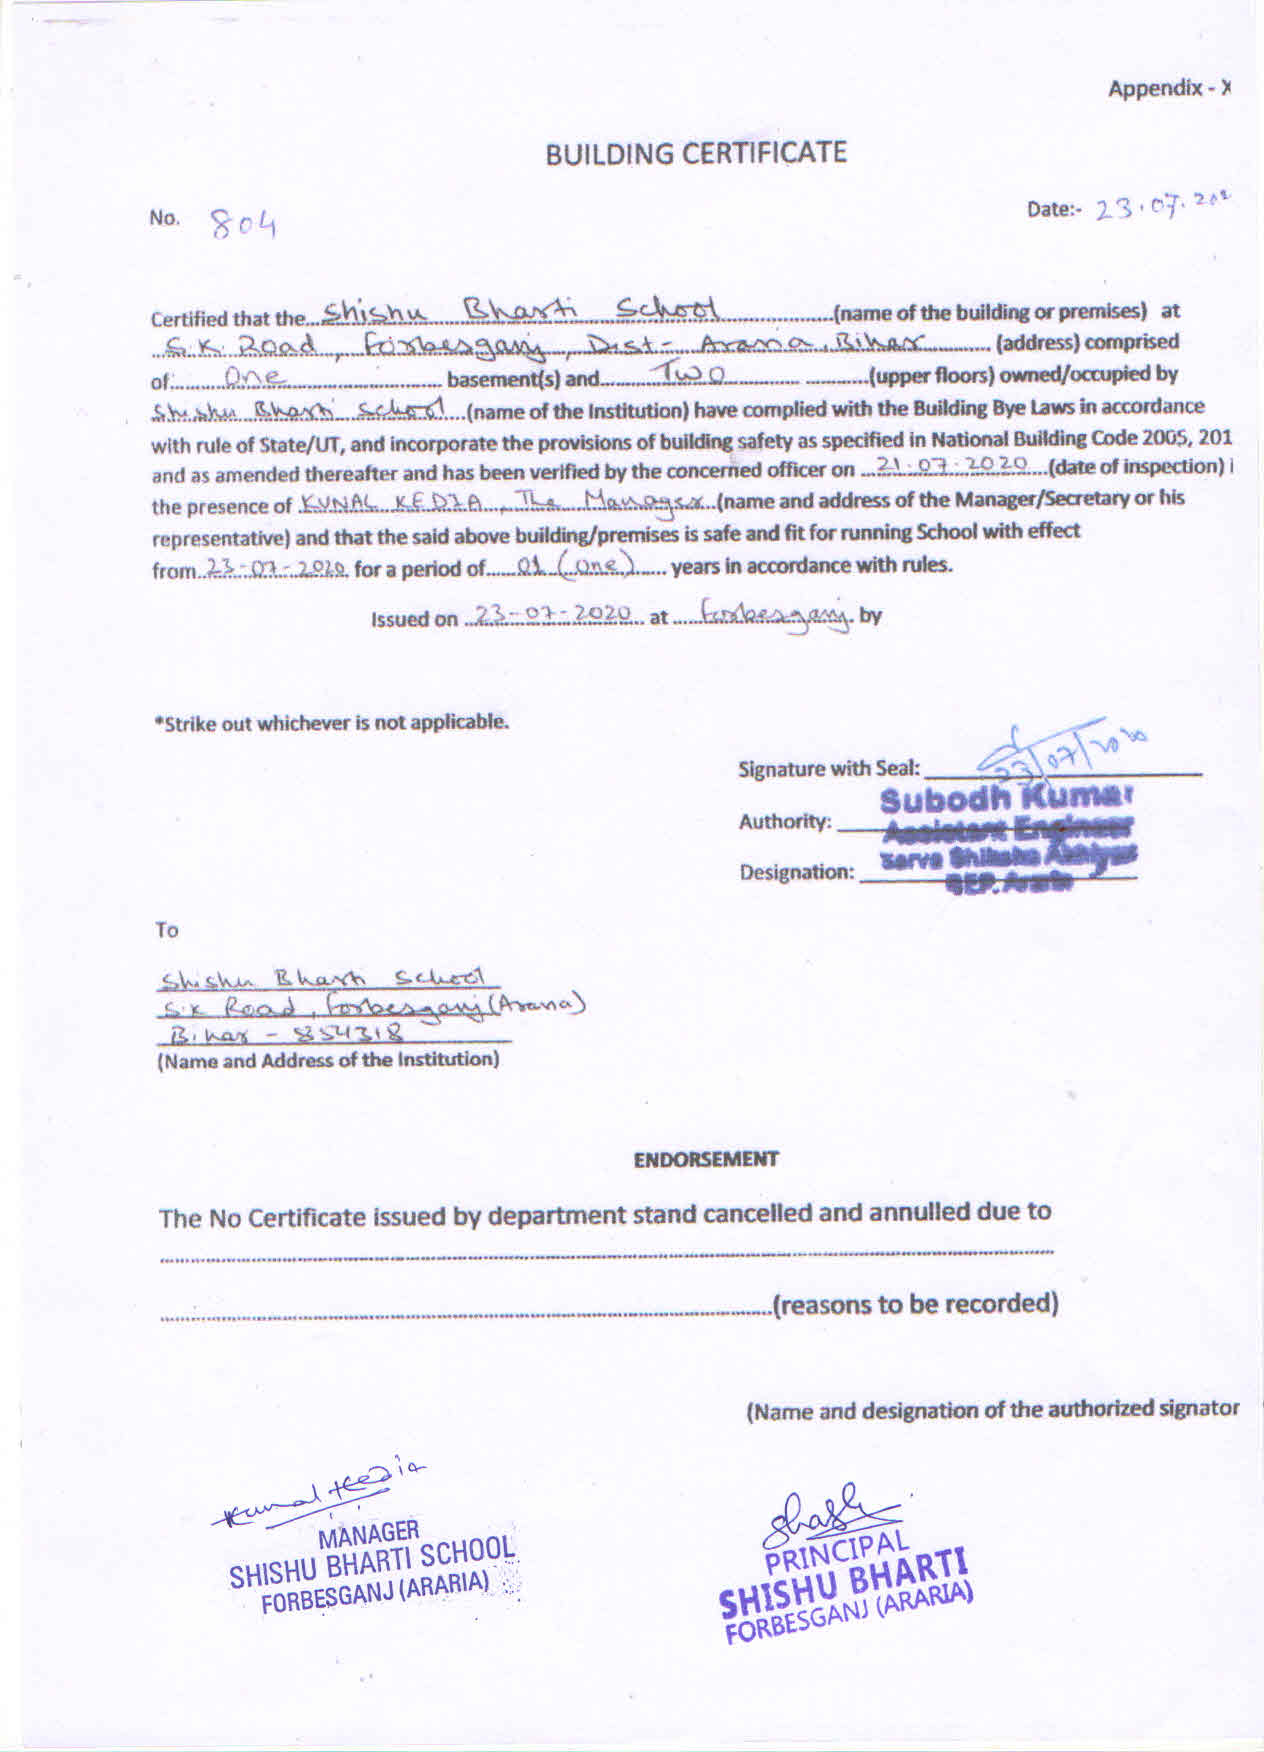 Appendix - X
BUILDING CERTIFICATE
No. 804
Date:- 23.07.202
Certified that the Shishu Bharti School (name of the building or premises) at
S.K. Road, Forbesganj, Dist- Araria, Bihar (address) comprised
of One basement(s) and Two (upper floors) owned/occupied by
Shishu Bharti School (name of the Institution) have complied with the Building Bye Laws in accordance
with rule of State/UT, and incorporate the provisions of building safety as specified in National Building Code 2005, 201
and as amended thereafter and has been verified by the concerned officer on 21-07-2020 (date of inspection) i
the presence of KUNAL KEDIA, The Manager (name and address of the Manager/Secretary or his
representative) and that the said above building/premises is safe and fit for running School with effect
from 23-07-2020 for a period of 01 (One) years in accordance with rules.
Issued on 23-07-2020 at Forbesganj. by
*Strike out whichever is not applicable.
Signature with Seal: 23/07/2020
Subodh Kumar
Authority: Assistant Engineer
Sarva Shiksha Abhiyan
Designation: BEP. Araria
To
Shishu Bharti School
S.K Road, Forbesganj (Araria)
Bihar - 854318
(Name and Address of the Institution)
ENDORSEMENT
The No Certificate issued by department stand cancelled and annulled due to
(reasons to be recorded)
(Name and designation of the authorized signator
Kunal Kedia
MANAGER
SHISHU BHARTI SCHOOL
FORBESGANJ (ARARIA)
PRINCIPAL
SHISHU BHARTI
FORBESGANJ (ARARIA)